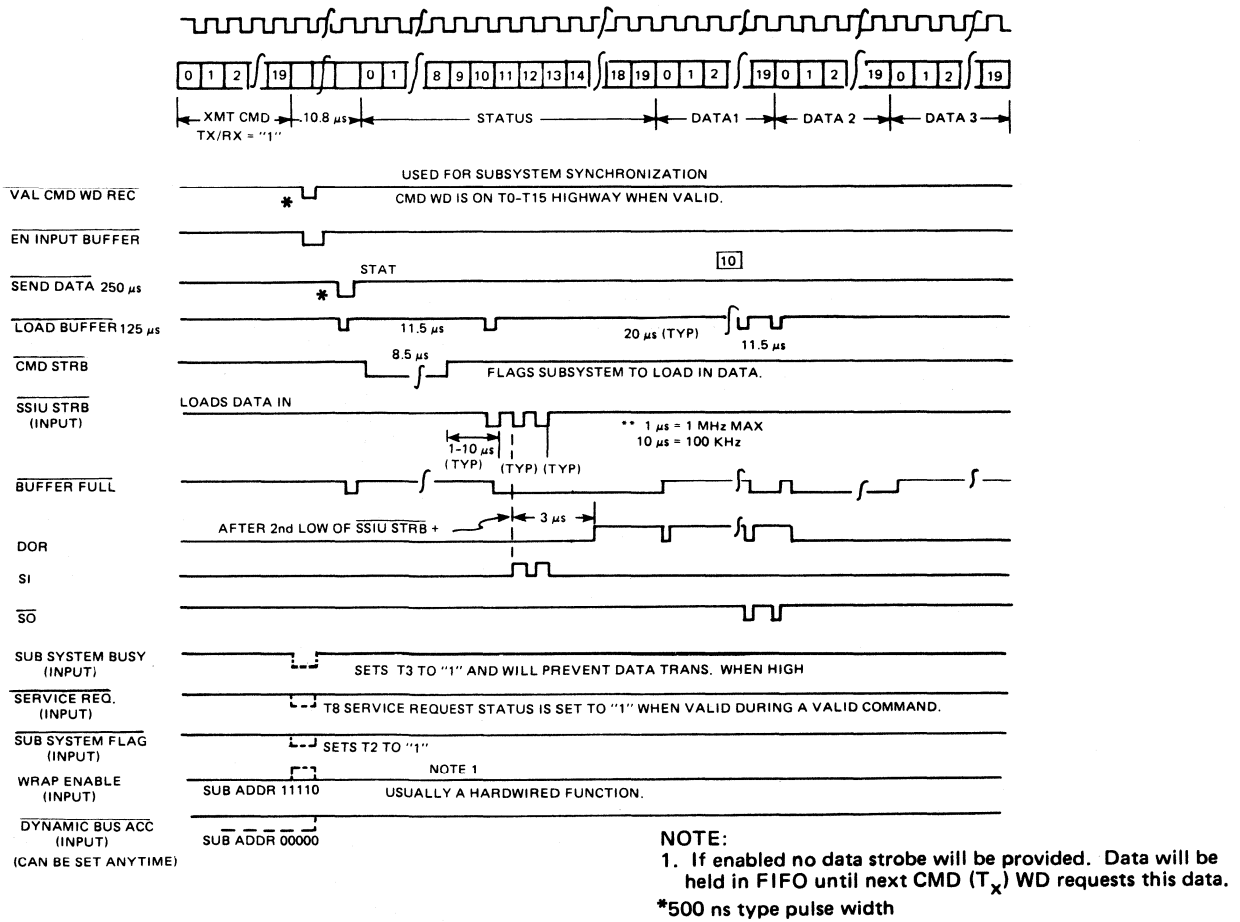 0 1 2 19 0 1 8 9 10 11 12 13 14 18 19 0 1 2 19 0 1 2 19 0 1 2 19
XMT CMD 10.8 μs STATUS DATA1 DATA 2 DATA 3
TX/RX = "1"
USED FOR SUBSYSTEM SYNCHRONIZATION
VAL CMD WD REC
* CMD WD IS ON T0-T15 HIGHWAY WHEN VALID.
EN INPUT BUFFER
10
STAT
SEND DATA 250 μs
*
LOAD BUFFER 125 μs
11.5 μs 20 μs (TYP) 11.5 μs
8.5 μs
CMD STRB
FLAGS SUBSYSTEM TO LOAD IN DATA.
LOADS DATA IN
SSIU STRB
(INPUT)
** 1 μs = 1 MHz MAX
10 μs = 100 KHz
1-10 μs
(TYP) (TYP) (TYP)
BUFFER FULL
AFTER 2nd LOW OF SSIU STRB + 3 μs
DOR
SI
SO
SUB SYSTEM BUSY
(INPUT)
SETS T3 TO "1" AND WILL PREVENT DATA TRANS. WHEN HIGH
SERVICE REQ.
(INPUT)
T8 SERVICE REQUEST STATUS IS SET TO "1" WHEN VALID DURING A VALID COMMAND.
SUB SYSTEM FLAG
(INPUT)
SETS T2 TO "1"
NOTE 1
WRAP ENABLE
(INPUT)
SUB ADDR 11110 USUALLY A HARDWIRED FUNCTION.
DYNAMIC BUS ACC
(INPUT)
(CAN BE SET ANYTIME)
SUB ADDR 00000
NOTE:
1. If enabled no data strobe will be provided. Data will be
held in FIFO until next CMD (Tx) WD requests this data.
*500 ns type pulse width